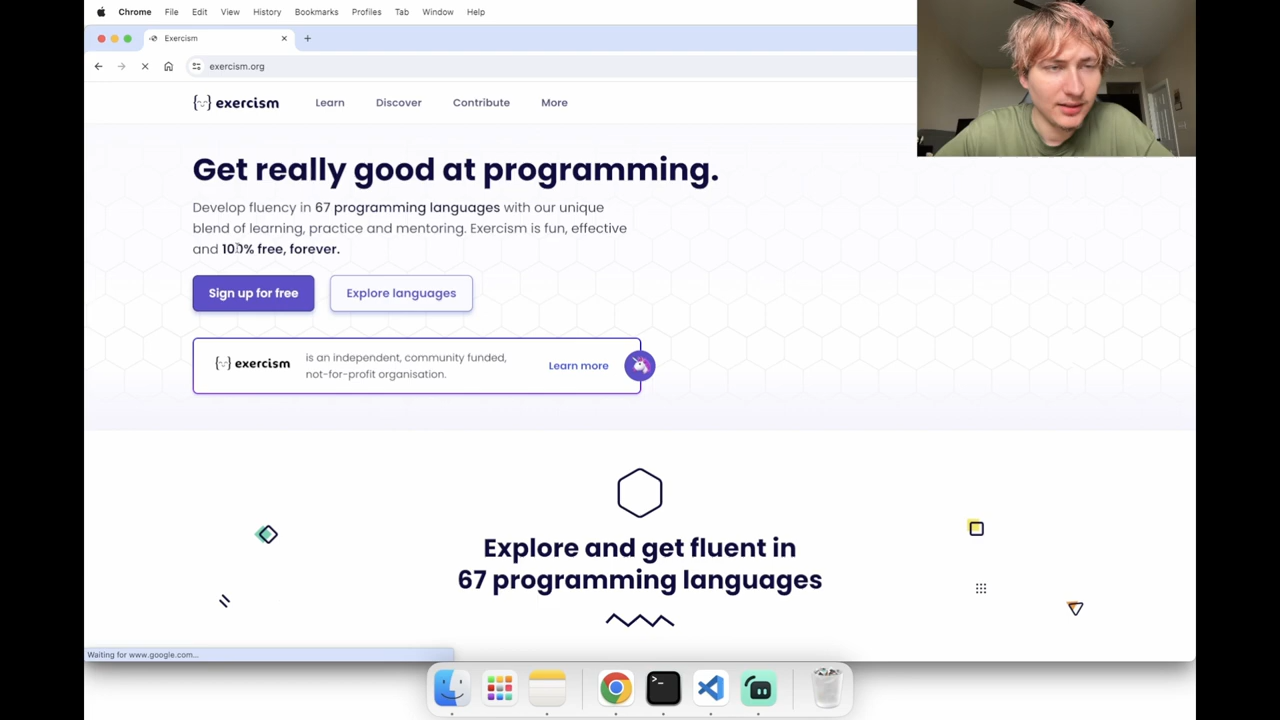 Chrome File Edit View History Bookmarks Profiles Tab Window Help
Exercism
exercism.org
exercism Learn Discover Contribute More
Get really good at programming.
Develop fluency in 67 programming languages with our unique
blend of learning, practice and mentoring. Exercism is fun, effective
and 100% free, forever.
Sign up for free Explore languages
exercism is an independent, community funded,
not-for-profit organisation.
Learn more
Explore and get fluent in
67 programming languages
Waiting for www.google.com...